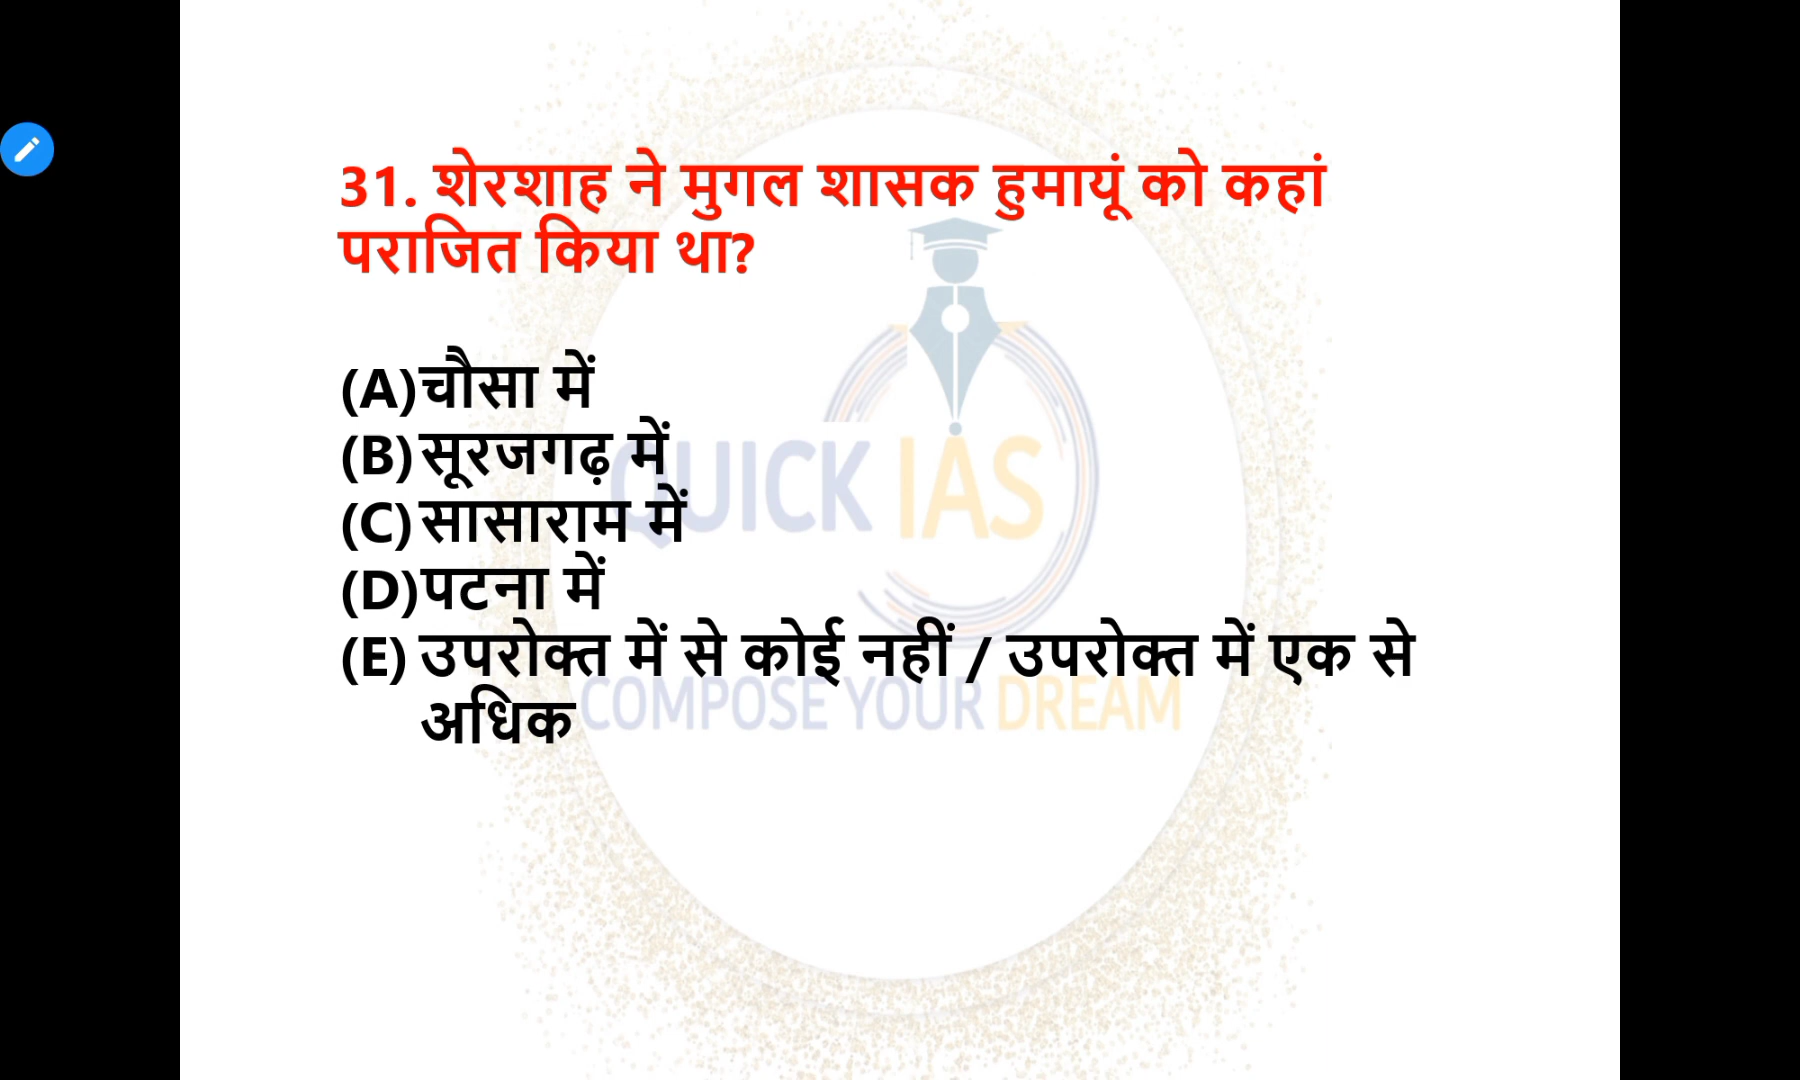 31. शेरशाह ने मुगल शासक हुमायूं को कहां
पराजित किया था?
(A)चौसा में
(B)सूरजगढ़ में
(C)सासाराम में
(D)पटना में
(E) उपरोक्त में से कोई नहीं / उपरोक्त में एक से
अधिक
QUICK IAS
COMPOSE YOUR DREAM